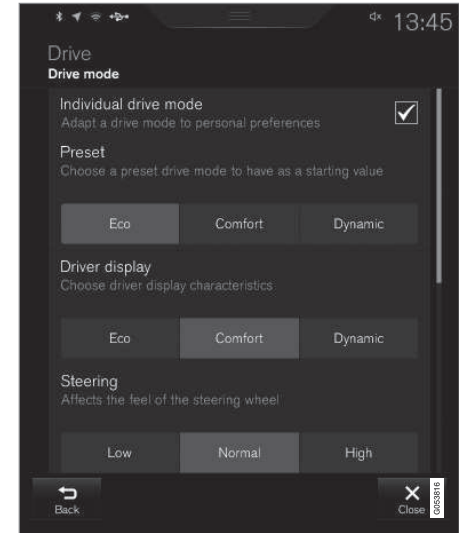 13:45
Drive
Drive mode
Individual drive mode
Adapt a drive mode to personal preferences
Preset
Choose a preset drive mode to have as a starting value
Eco Comfort Dynamic
Driver display
Choose driver display characteristics
Eco Comfort Dynamic
Steering
Affects the feel of the steering wheel
Low Normal High
Back Close
G053816